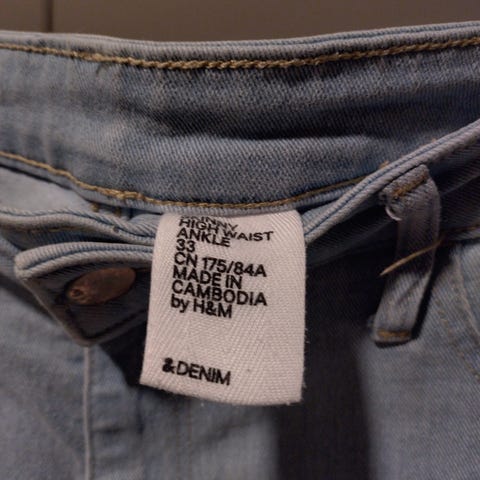 HIGH WAIST
ANKLE
33
CN 175/84A
MADE IN
CAMBODIA
by H&M
&DENIM